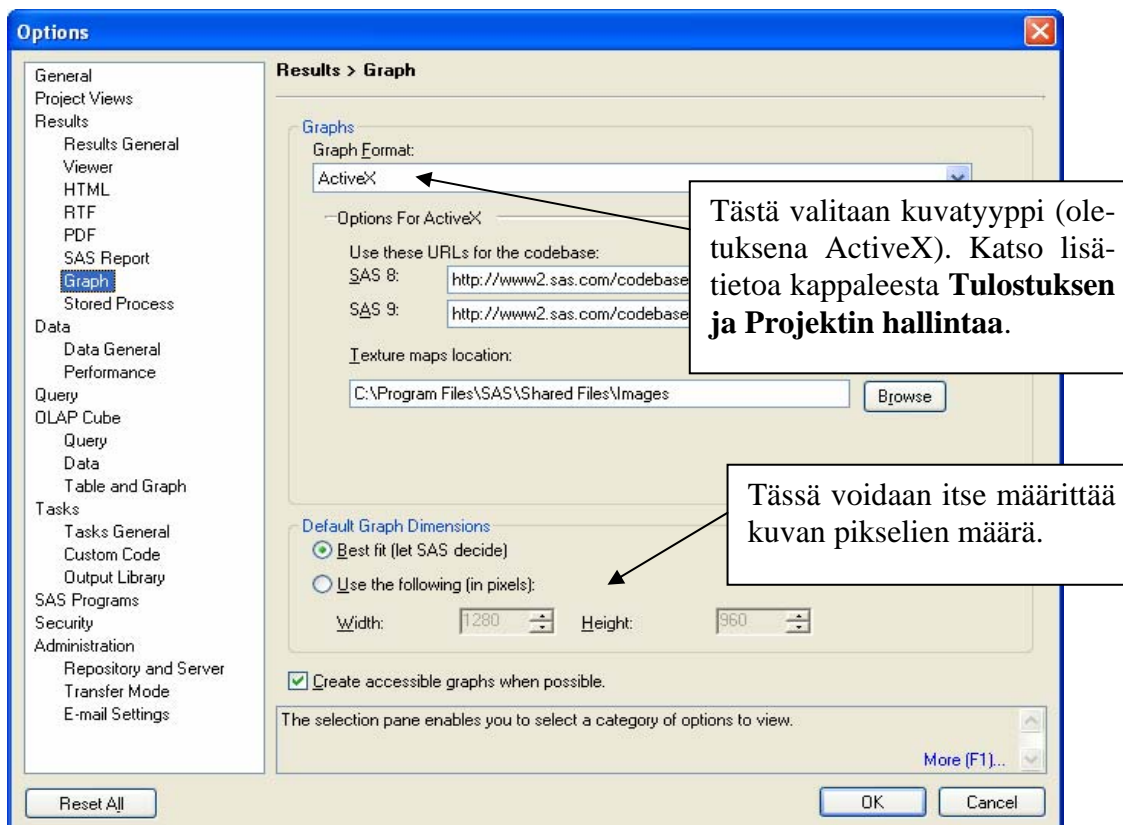 Options
General
Project Views
Results
Results General
Viewer
HTML
RTF
PDF
SAS Report
Graph
Stored Process
Data
Data General
Performance
Query
OLAP Cube
Query
Data
Table and Graph
Tasks
Tasks General
Custom Code
Output Library
SAS Programs
Security
Administration
Repository and Server
Transfer Mode
E-mail Settings
Results > Graph
Graphs
Graph Format:
ActiveX
Options For ActiveX
Use these URLs for the codebase:
SAS 8: http://www2.sas.com/codebase
SAS 9: http://www2.sas.com/codebase
Texture maps location:
C:\Program Files\SAS\Shared Files\Images Browse
Tästä valitaan kuvatyyppi (ole-
tuksena ActiveX). Katso lisä-
tietoa kappaleesta Tulostuksen
ja Projektin hallintaa.
Default Graph Dimensions
Best fit (let SAS decide)
Use the following (in pixels):
Width: 1280 Height: 960
Tässä voidaan itse määrittää
kuvan pikselien määrä.
Create accessible graphs when possible.
The selection pane enables you to select a category of options to view.
More (F1)...
Reset All OK Cancel